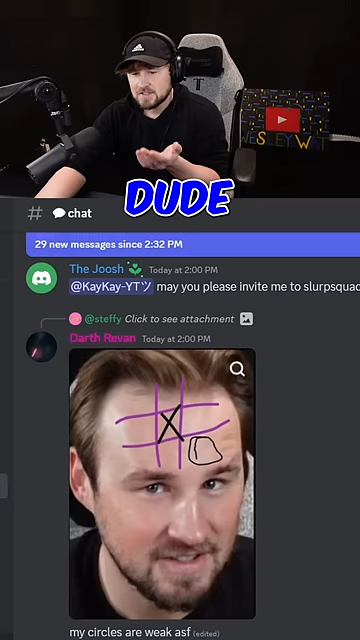 adidas
WESLEY W
DUDE
# chat
29 new messages since 2:32 PM
The Joosh Today at 2:00 PM
@KayKay-YTツ may you please invite me to slurpsquad
@steffy Click to see attachment
Darth Revan Today at 2:00 PM
X
my circles are weak asf (edited)